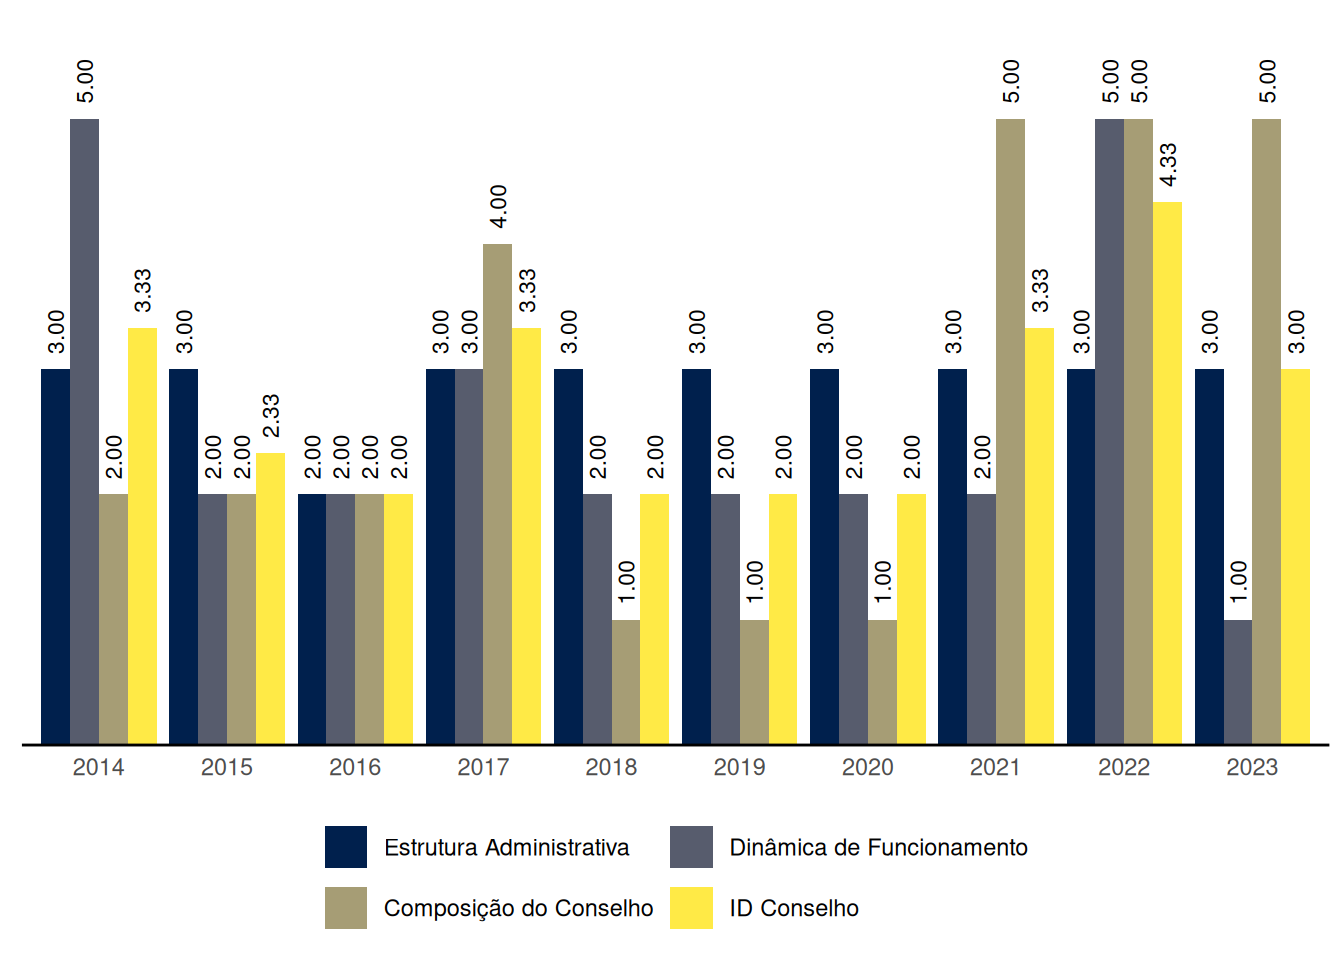 3.00 5.00 2.00 3.33
3.00 2.00 2.00 2.33
2.00 2.00 2.00 2.00
3.00 3.00 4.00 3.33
3.00 2.00 1.00 2.00
3.00 2.00 1.00 2.00
3.00 2.00 1.00 2.00
3.00 2.00 5.00 3.33
3.00 5.00 5.00 4.33
3.00 1.00 5.00 3.00
2014 2015 2016 2017 2018 2019 2020 2021 2022 2023
Estrutura Administrativa Dinâmica de Funcionamento
Composição do Conselho ID Conselho